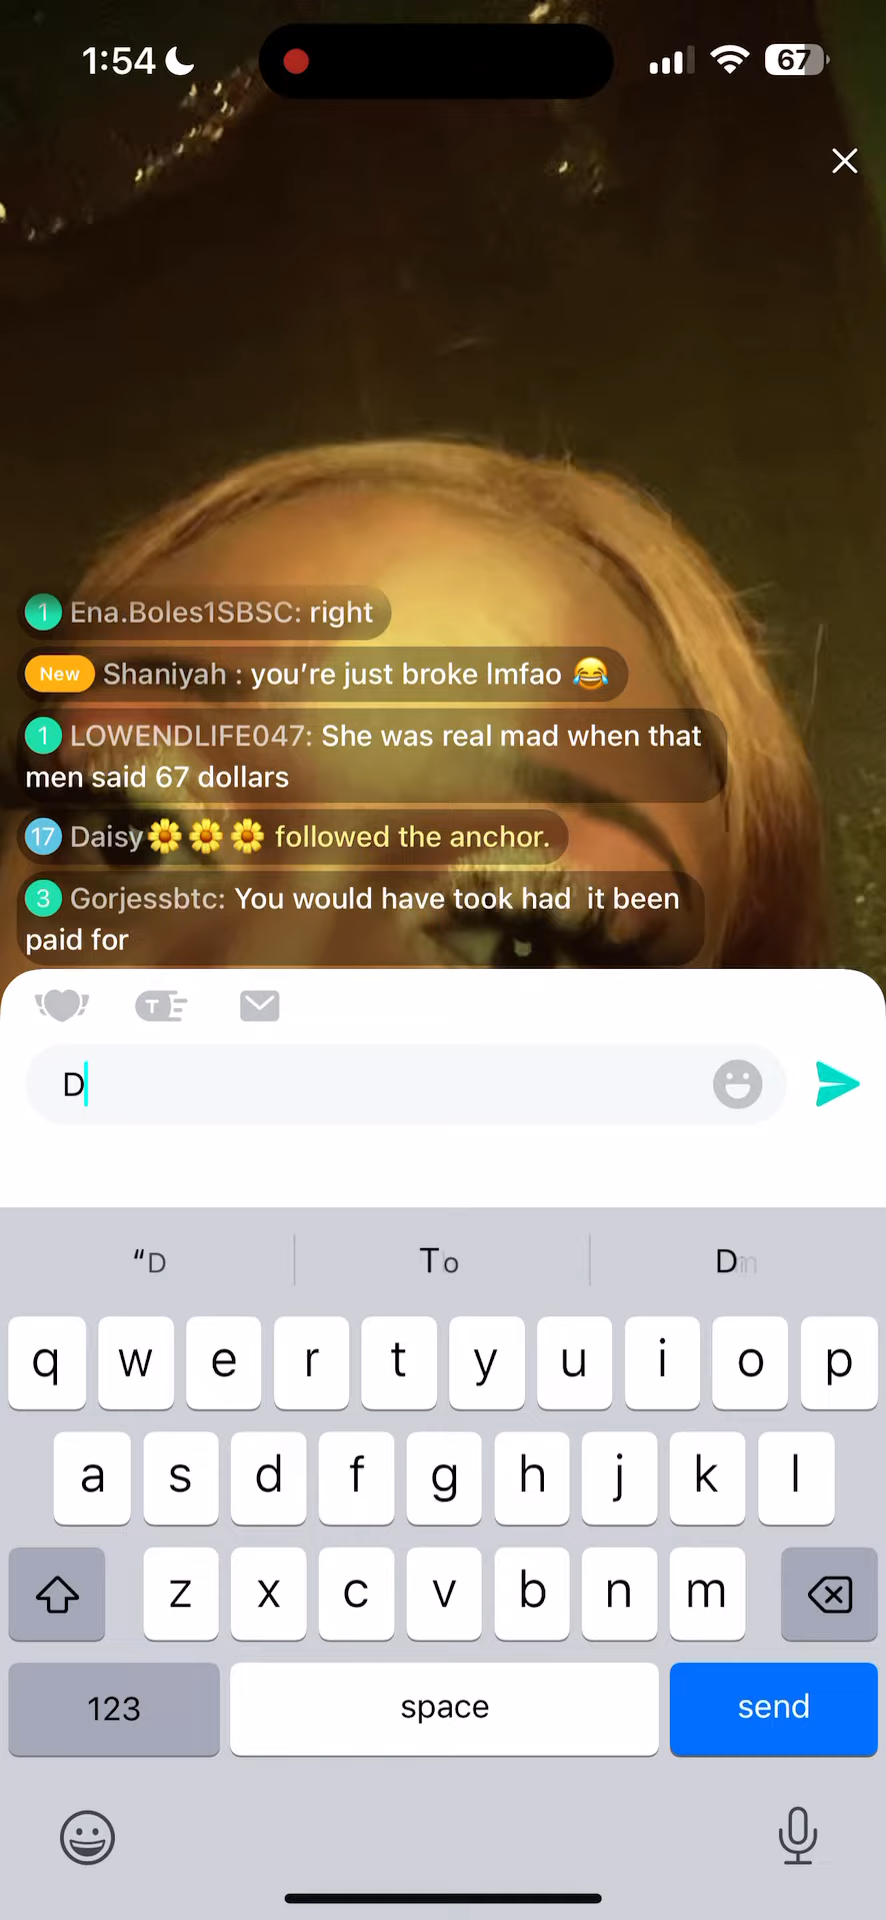 1:54
67
1 Ena.Boles1SBSC: right
New Shaniyah : you're just broke lmfao 😂
1 LOWENDLIFE047: She was real mad when that
men said 67 dollars
17 Daisy🌼🌼🌼 followed the anchor.
3 Gorjessbtc: You would have took had it been
paid for
T
D
“D To Dm
q w e r t y u i o p
a s d f g h j k l
z x c v b n m
123 space send